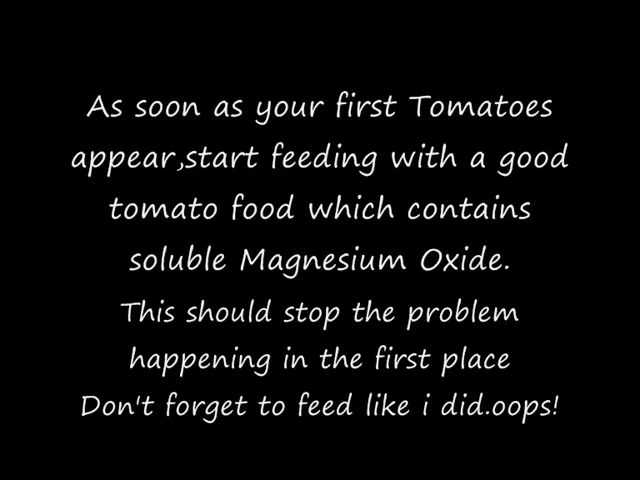 As soon as your first Tomatoes
appear,start feeding with a good
tomato food which contains
soluble Magnesium Oxide.
This should stop the problem
happening in the first place
Don't forget to feed like i did.oops!